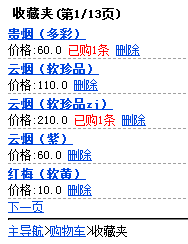 收藏夹(第1/13页)
贵烟（多彩）
价格:60.0 已购1条 删除
云烟（软珍品）
价格:110.0 删除
云烟（软珍品zj）
价格:210.0 已购1条 删除
云烟（紫）
价格:60.0 删除
红梅（软黄）
价格:10.0 删除
下一页
主导航>购物车>收藏夹